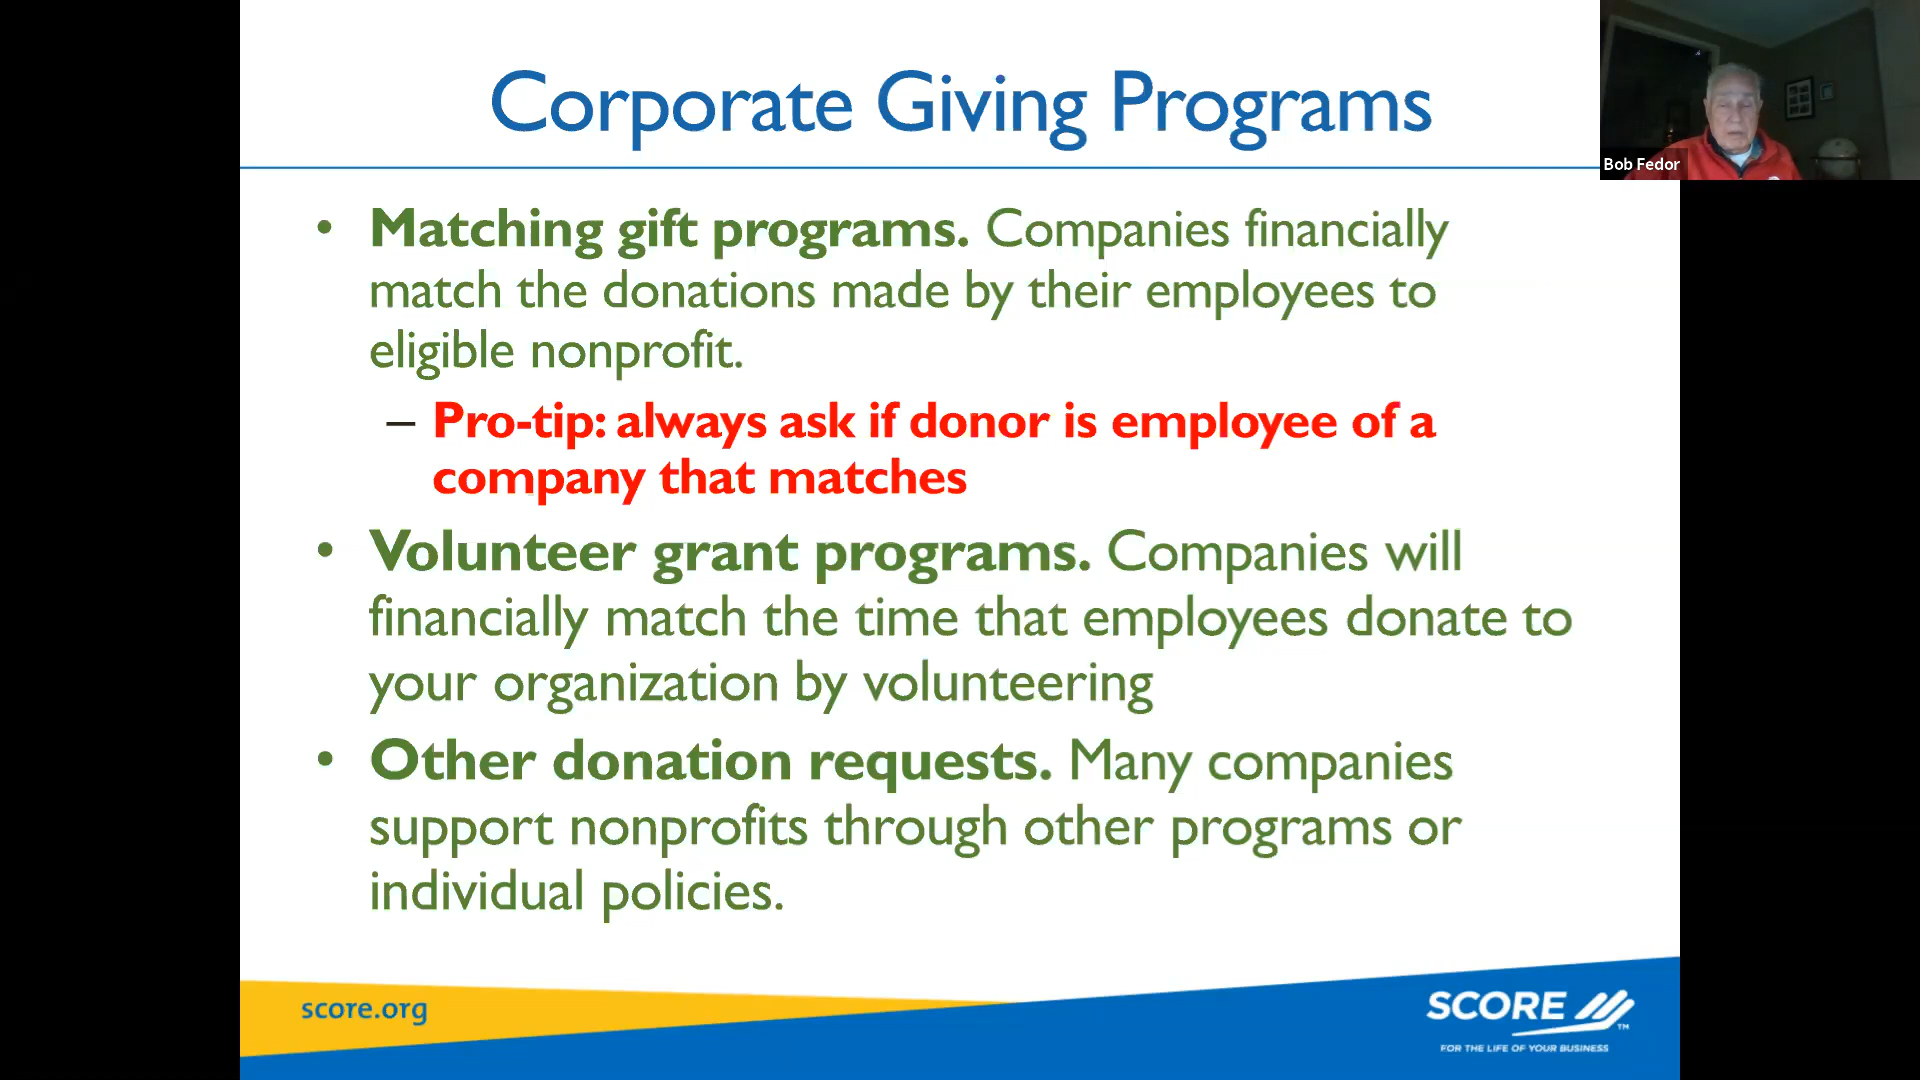 Corporate Giving Programs
Bob Fedor
• Matching gift programs. Companies financially
match the donations made by their employees to
eligible nonprofit.
– Pro-tip: always ask if donor is employee of a
company that matches
• Volunteer grant programs. Companies will
financially match the time that employees donate to
your organization by volunteering
• Other donation requests. Many companies
support nonprofits through other programs or
individual policies.
score.org
SCORE
TM
FOR THE LIFE OF YOUR BUSINESS